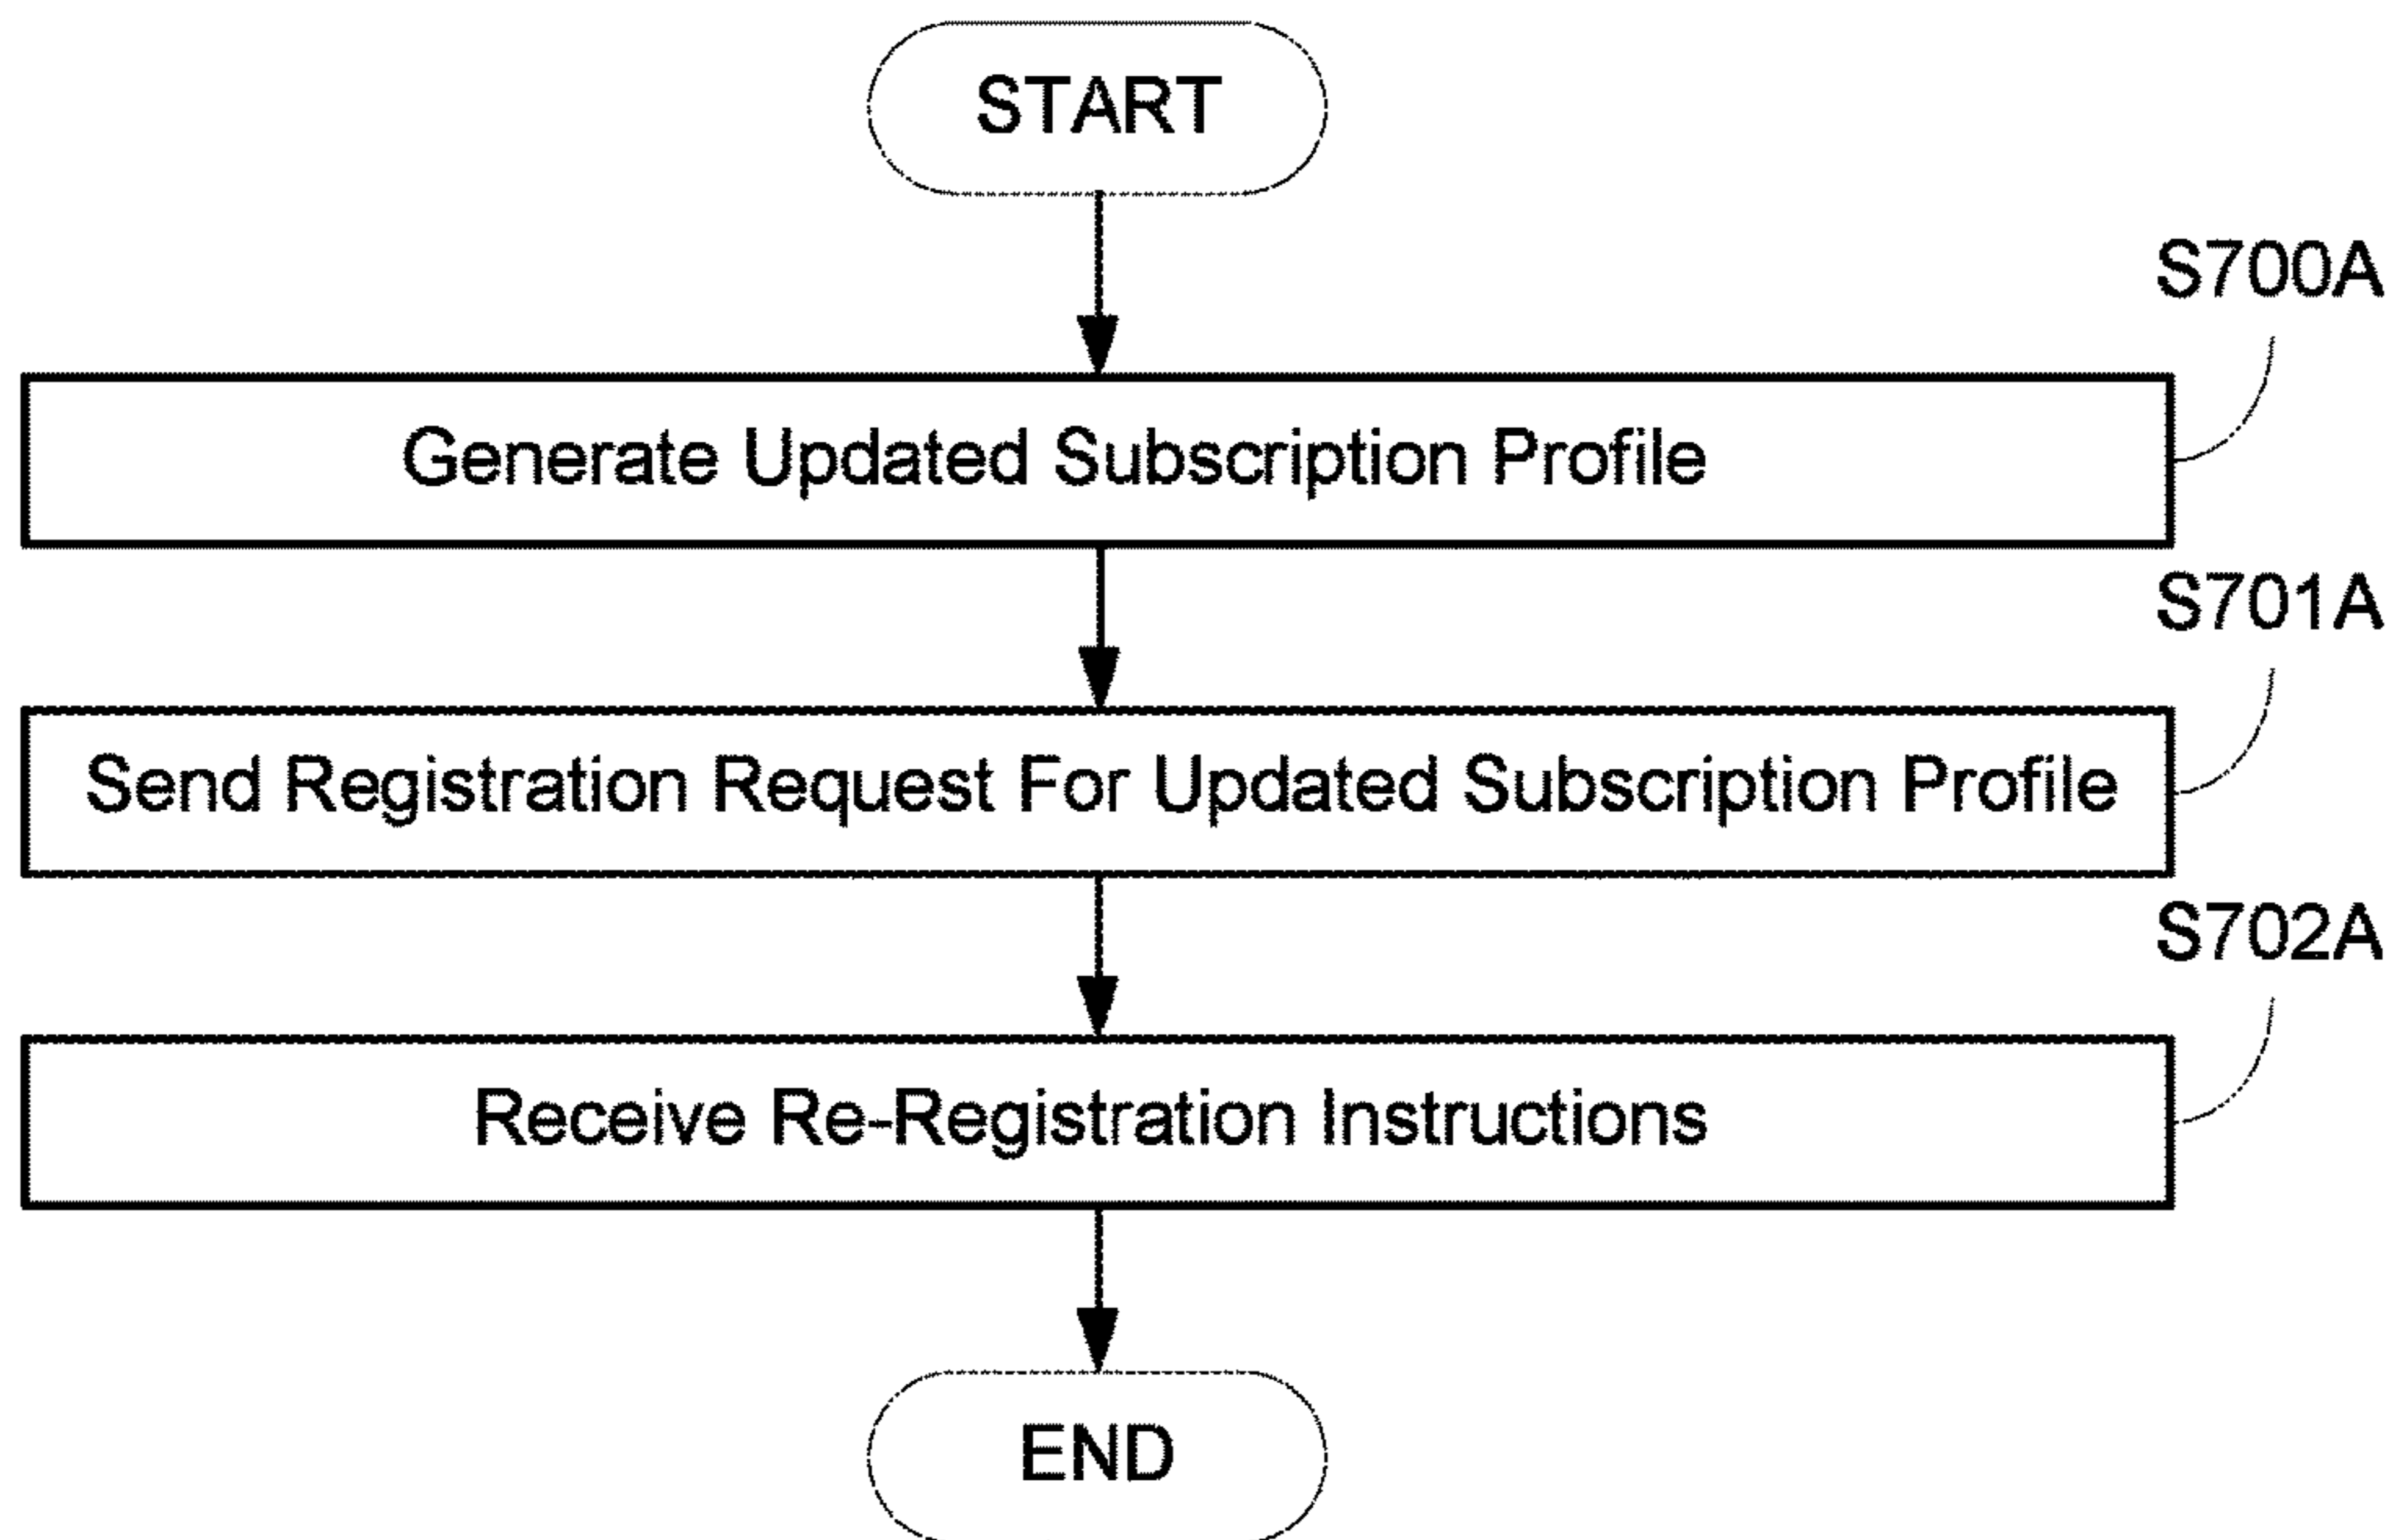 START
S700A
Generate Updated Subscription Profile
S701A
Send Registration Request For Updated Subscription Profile
S702A
Receive Re-Registration Instructions
END